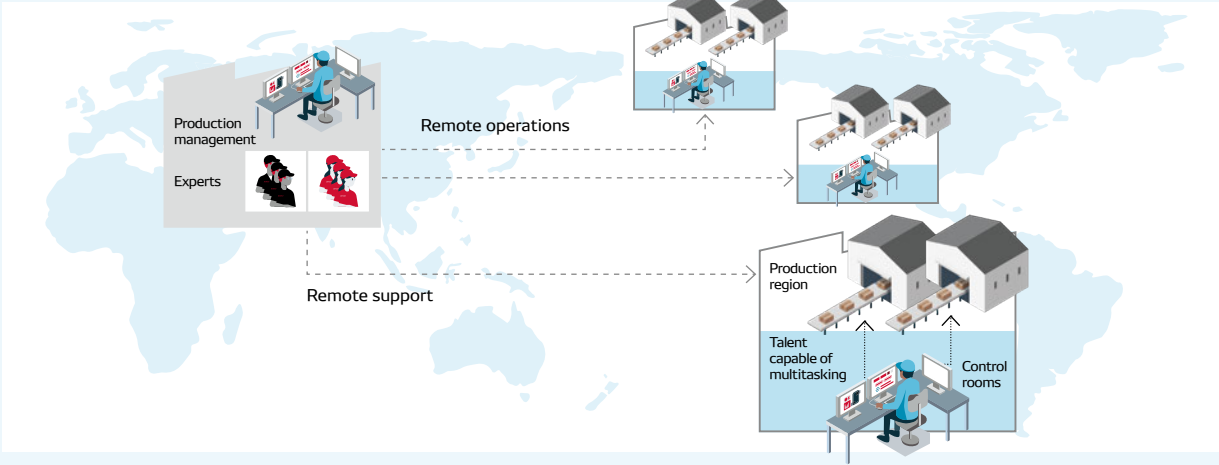 Production
management
Experts
Remote operations
Remote support
Production
region
Talent
capable of
multitasking
Control
rooms